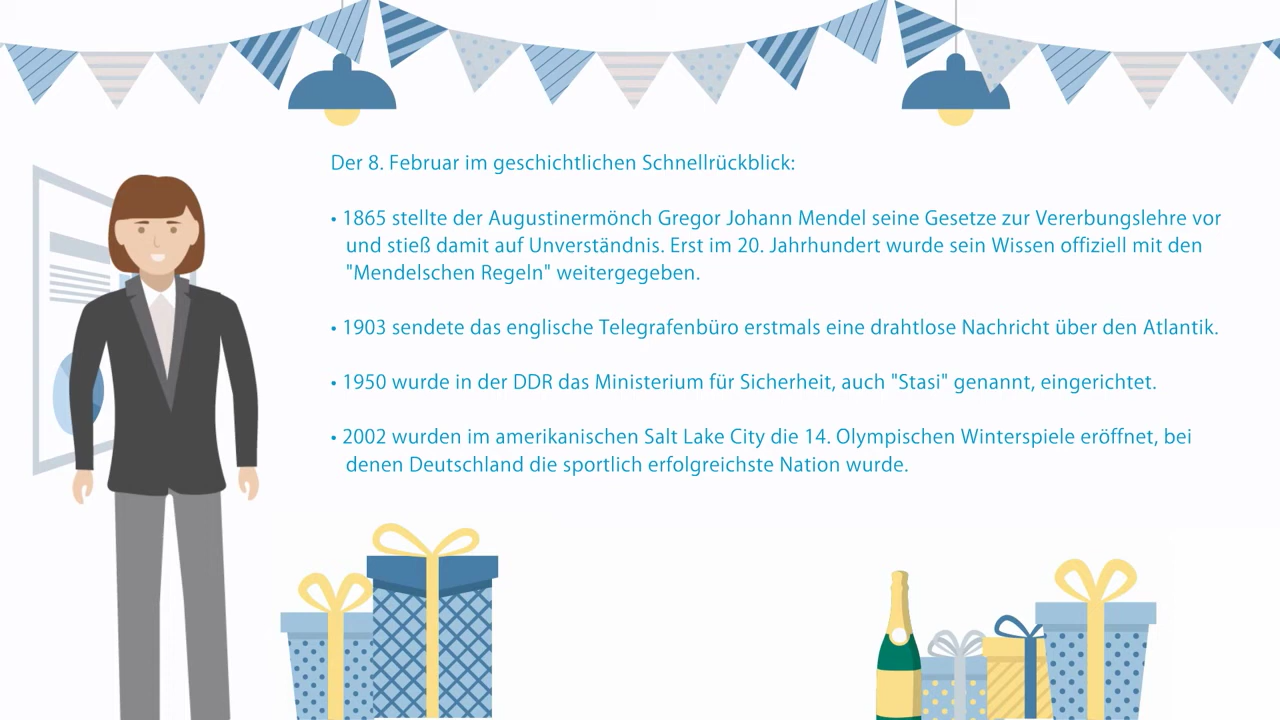 Der 8. Februar im geschichtlichen Schnellrückblick:
• 1865 stellte der Augustinermönch Gregor Johann Mendel seine Gesetze zur Vererbungslehre vor
und stieß damit auf Unverständnis. Erst im 20. Jahrhundert wurde sein Wissen offiziell mit den
"Mendelschen Regeln" weitergegeben.
• 1903 sendete das englische Telegrafenbüro erstmals eine drahtlose Nachricht über den Atlantik.
• 1950 wurde in der DDR das Ministerium für Sicherheit, auch "Stasi" genannt, eingerichtet.
• 2002 wurden im amerikanischen Salt Lake City die 14. Olympischen Winterspiele eröffnet, bei
denen Deutschland die sportlich erfolgreichste Nation wurde.